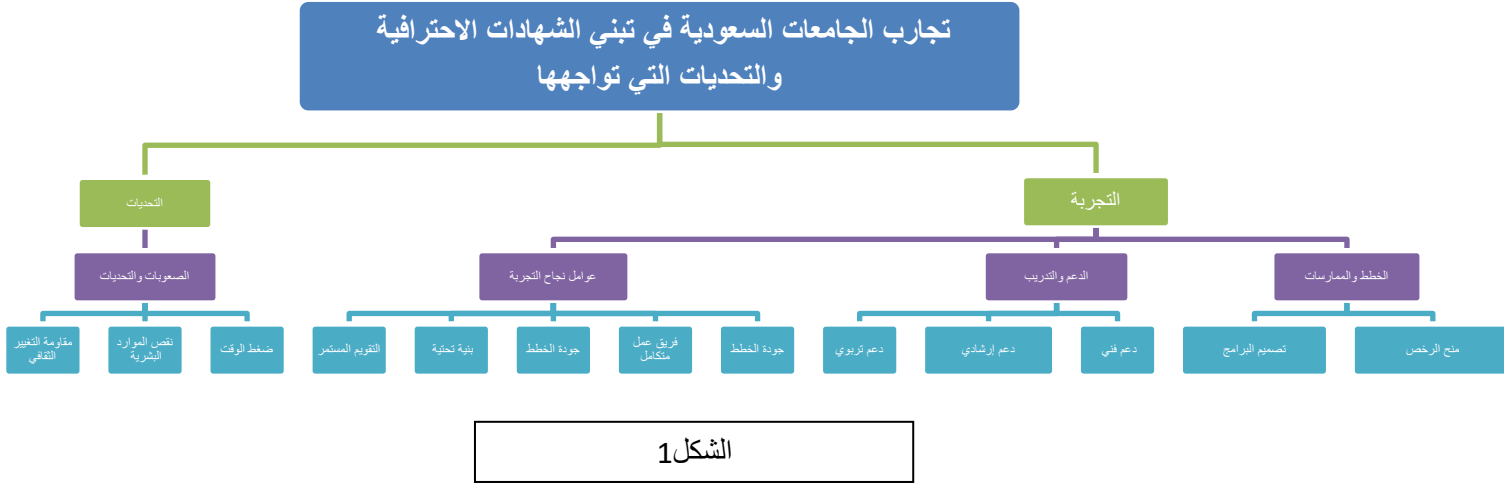 تجارب الجامعات السعودية في تبني الشهادات الاحترافية
والتحديات التي تواجهها
التجربة
التحديات
الخطط والممارسات
الدعم والتدريب
عوامل نجاح التجربة
الصعوبات والتحديات
منح الرخص
تصميم البرامج
دعم فني
دعم إرشادي
دعم تربوي
جودة الخطط
فريق عمل
متكامل
جودة الخطط
بنية تحتية
التقويم المستمر
ضغط الوقت
نقص الموارد
البشرية
مقاومة التغيير
الثقافي
الشكل1